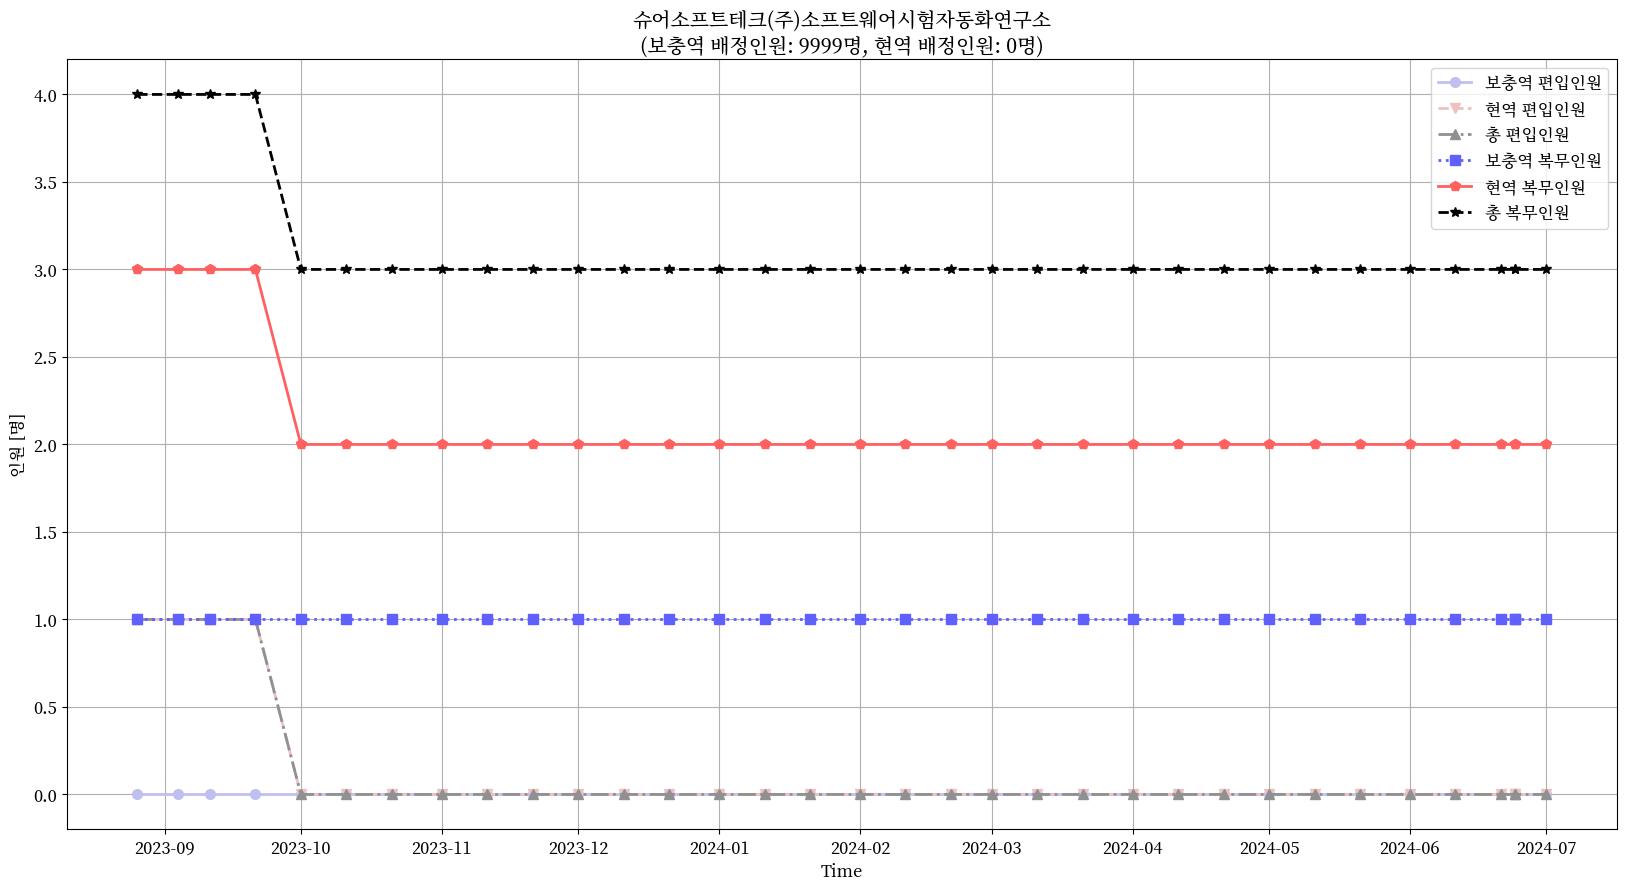 슈어소프트테크(주)소프트웨어시험자동화연구소
(보충역 배정인원: 9999명, 현역 배정인원: 0명)
보충역 편입인원
현역 편입인원
총 편입인원
보충역 복무인원
현역 복무인원
총 복무인원
인원 [명]
4.0
3.5
3.0
2.5
2.0
1.5
1.0
0.5
0.0
2023-09
2023-10
2023-11
2023-12
2024-01
2024-02
2024-03
2024-04
2024-05
2024-06
2024-07
Time